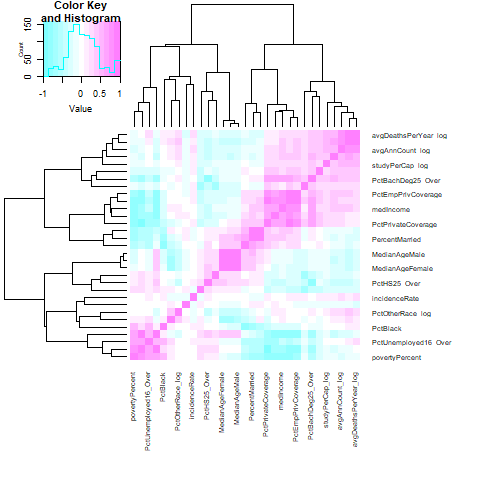 Color Key
and Histogram
Count
0 50 150
-1 0 0.5 1
Value
avgDeathsPerYear_log
avgAnnCount_log
studyPerCap_log
PctBachDeg25_Over
PctEmpPrivCoverage
medIncome
PctPrivateCoverage
PercentMarried
MedianAgeMale
MedianAgeFemale
PctHS25_Over
incidenceRate
PctOtherRace_log
PctBlack
PctUnemployed16_Over
povertyPercent
povertyPercent
PctUnemployed16_Over
PctBlack
PctOtherRace_log
incidenceRate
PctHS25_Over
MedianAgeFemale
MedianAgeMale
PercentMarried
PctPrivateCoverage
medIncome
PctEmpPrivCoverage
PctBachDeg25_Over
studyPerCap_log
avgAnnCount_log
avgDeathsPerYear_log